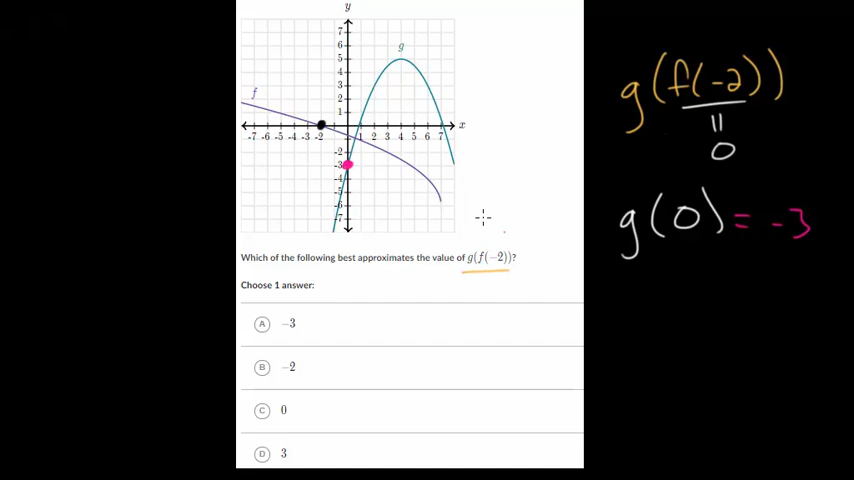 y
7
6
5
4
3
2
1
g
f
x
-7 -6 -5 -4 -3 -2 1 2 3 4 5 6 7
-2
-3
-4
-5
-6
-7
g(f(-2))
=
0
g(0) = -3
Which of the following best approximates the value of g(f(−2))?
Choose 1 answer:
A −3
B −2
C 0
D 3